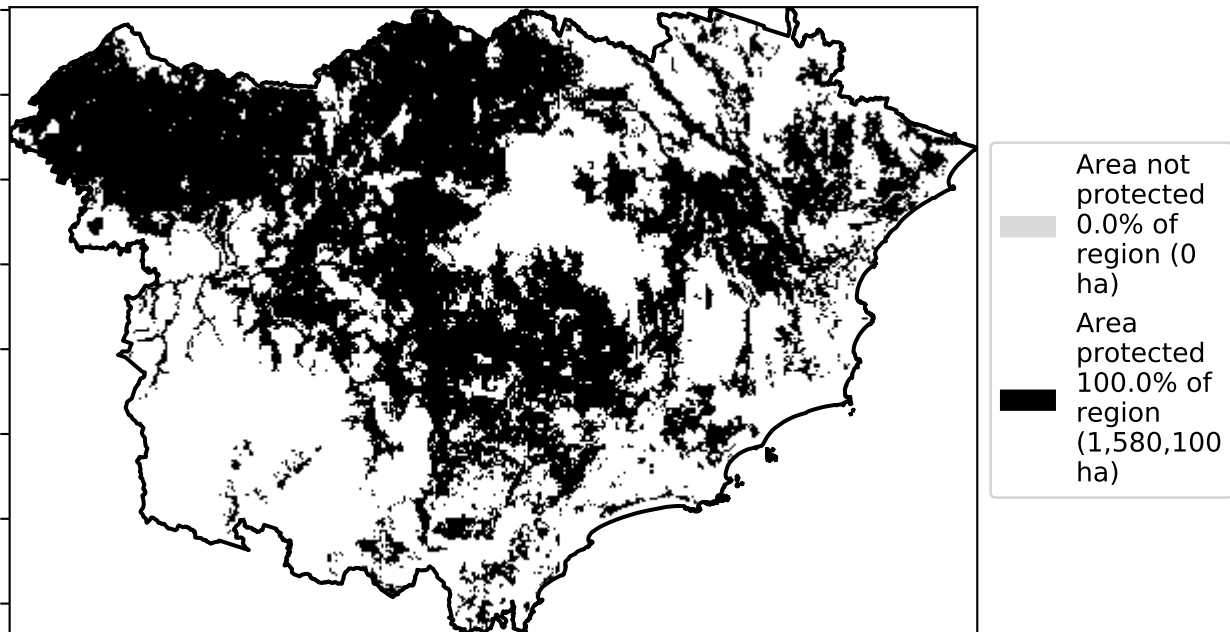 Area not
protected
0.0% of
region (0
ha)
Area
protected
100.0% of
region
(1,580,100
ha)